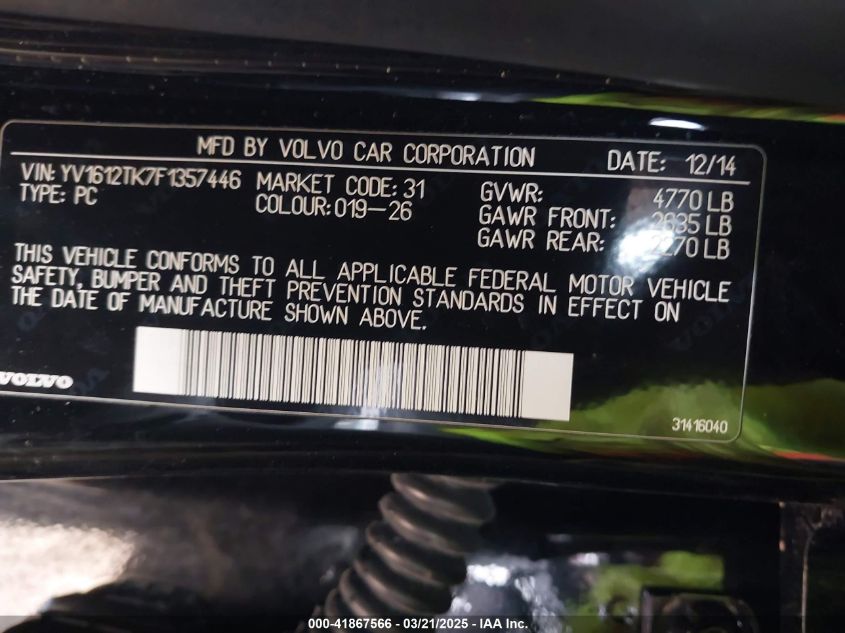 MFD BY VOLVO CAR CORPORATION DATE: 12/14
VIN: YV1612TK7F1357446 MARKET CODE: 31 GVWR: 4770 LB
TYPE: PC COLOUR: 019-26 GAWR FRONT: 2635 LB
GAWR REAR: 2270 LB
THIS VEHICLE CONFORMS TO ALL APPLICABLE FEDERAL MOTOR VEHICLE
SAFETY, BUMPER AND THEFT PREVENTION STANDARDS IN EFFECT ON
THE DATE OF MANUFACTURE SHOWN ABOVE.
VOLVO
31416040
000-41867566 - 03/21/2025 - IAA Inc.